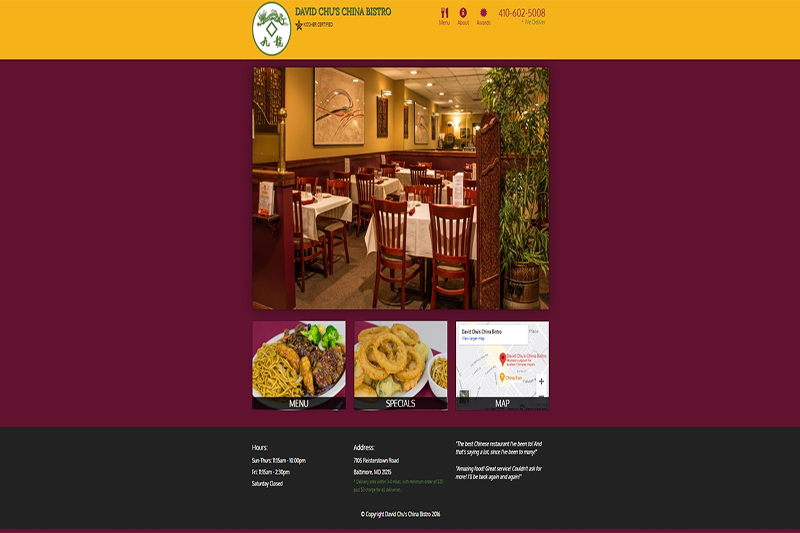 DAVID CHU'S CHINA BISTRO
KOSHER CERTIFIED
Menu
About
Awards
410-602-5008
* We Deliver
九龍
MENU
SPECIALS
David Chu's China Bistro
View larger map
David Chu's China Bistro
China Fun
MAP
Hours:
Sun-Thurs: 11:15am - 10:00pm
Fri: 11:15am - 2:30pm
Saturday Closed
Address:
7105 Reisterstown Road
Baltimore, MD 21215
* Delivery area within 3-4 miles, with minimum order of $20
plus $3 charge for all deliveries.
"The best Chinese restaurant I've been to! And
that's saying a lot, since I've been to many!"
"Amazing food! Great service! Couldn't ask for
more! I'll be back again and again!"
© Copyright David Chu's China Bistro 2016